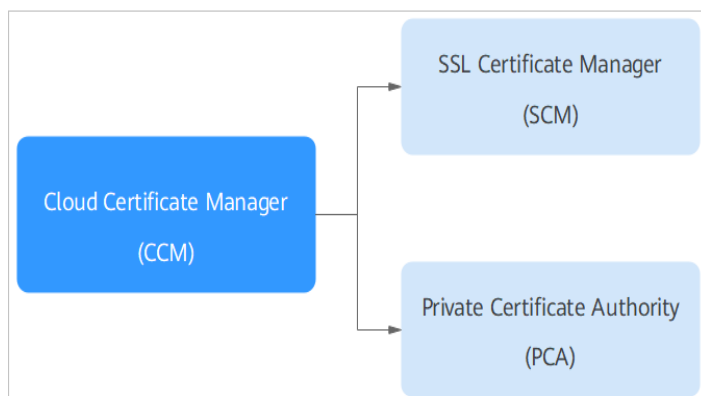 SSL Certificate Manager
(SCM)
Cloud Certificate Manager
(CCM)
Private Certificate Authority
(PCA)